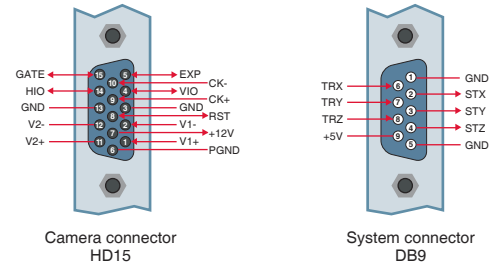 GATE 15 5 EXP
10 CK-
HIO 14 4 VIO
9 CK+
GND 13 3 GND
8 RST
V2- 12 2 V1-
7 +12V
V2+ 11 1 V1+
6 PGND
Camera connector
HD15
1 GND
TRX 6
2 STX
TRY 7
3 STY
TRZ 8
4 STZ
+5V 9
5 GND
System connector
DB9